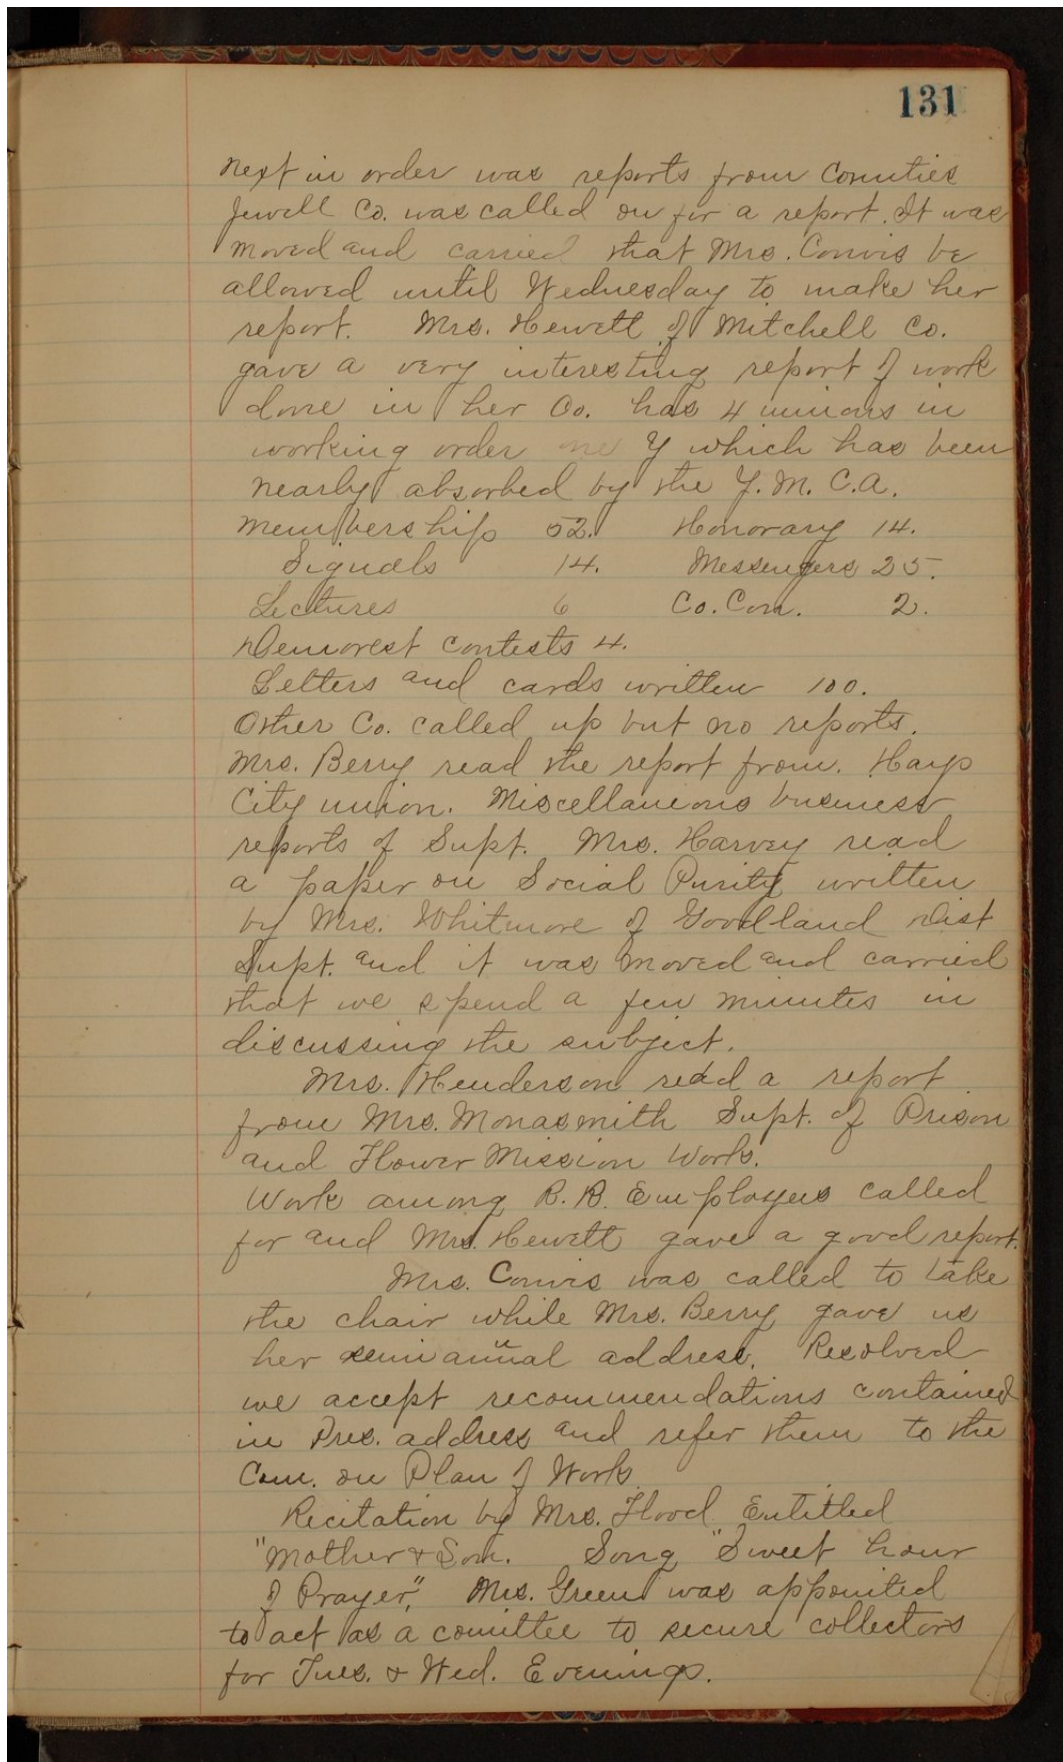 131
next in order was reports from Counties
Jewell Co. was called on for a report. It was
moved and carried that Mrs. Convis be
allowed until Wednesday to make her
report. Mrs. Hewett of Mitchell Co.
gave a very interesting report of work
done in her Co. has 4 unions in
working order one Y which has been
nearly absorbed by the Y. M. C. A.
Membership 52. Honorary 14.
Signals 14. Messengers 25.
Lectures 6 Co. Con. 2.
Demorest contests 4.
Letters and cards written 100.
Other Co. called up but no reports.
Mrs. Berry read the report from. Hays
City union. Miscellaneous business
reports of Supt. Mrs. Harvey read
a paper on Social Purity written
by Mrs. Whitmore of Goodland Dist
Supt. and it was moved and carried
that we spend a few minutes in
discussing the subject.
Mrs. Henderson read a report
from Mrs. Monasmith Supt. of Prison
and Flower Mission Work.
Work among R. R. Employees called
for and Mrs. Hewett gave a good report.
Mrs. Convis was called to take
the chair while Mrs. Berry gave us
her semi annual address. Resolved
we accept recommendations contained
in Pres. address and refer them to the
Com. on Plan of Work.
Recitation by Mrs. Flood Entitled
"Mother & Son. Song "Sweet hour
of Prayer," Mrs. Green was appointed
to act as a comittee to secure collectors
for Tues. & Wed. Evenings.